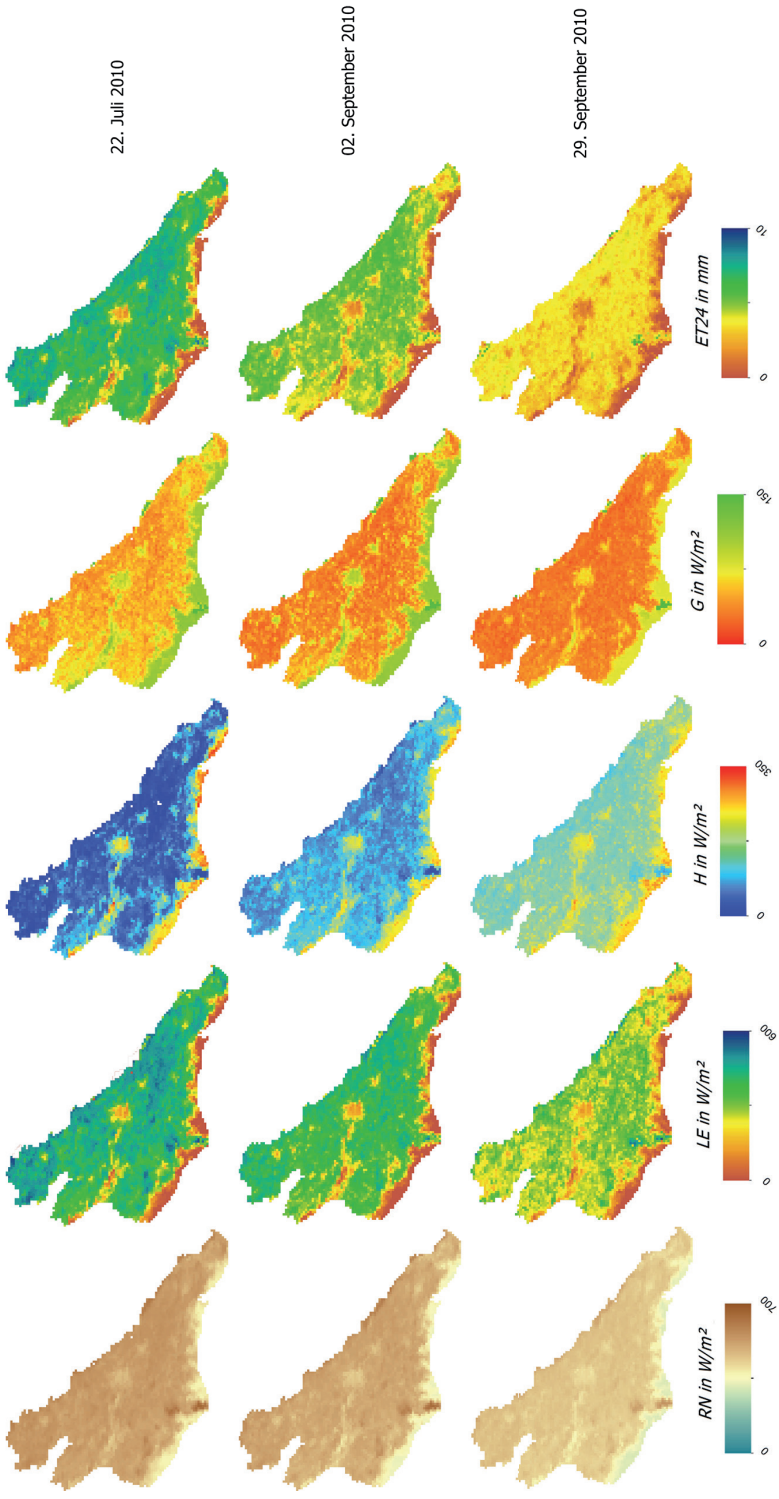 22. Juli 2010
02. September 2010
29. September 2010
RN in W/m²
0
700
LE in W/m²
0
600
H in W/m²
0
350
G in W/m²
0
150
ET24 in mm
0
10